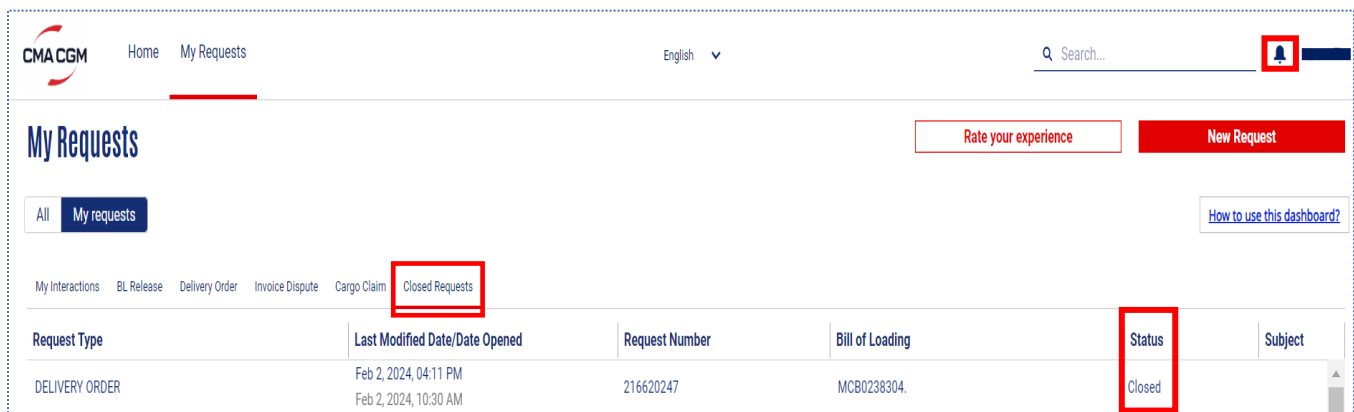 CMA CGM Home My Requests English Search...
My Requests Rate your experience New Request
All My requests How to use this dashboard?
My Interactions BL Release Delivery Order Invoice Dispute Cargo Claim Closed Requests
Request Type Last Modified Date/Date Opened Request Number Bill of Loading Status Subject
DELIVERY ORDER Feb 2, 2024, 04:11 PM 216620247 MCB0238304. Closed
Feb 2, 2024, 10:30 AM